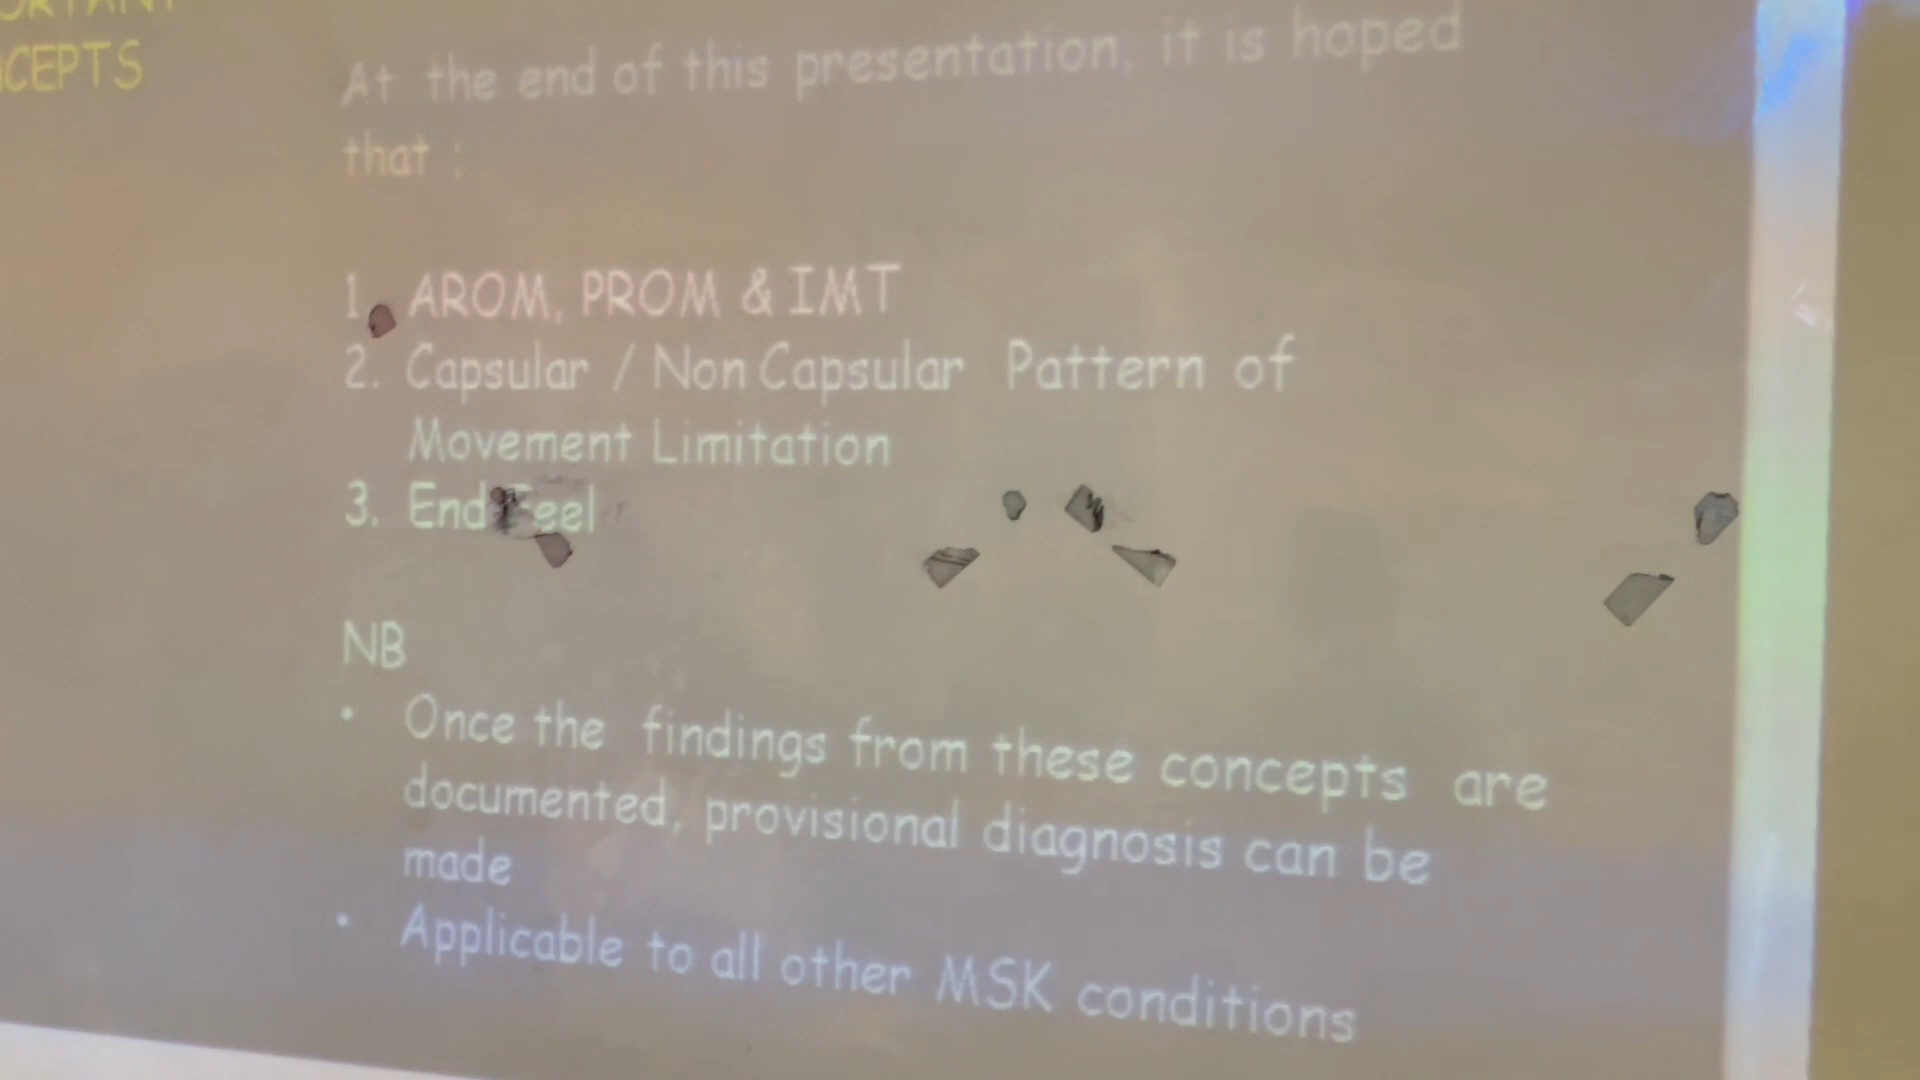 CEPTS
At the end of this presentation, it is hoped
that :
1. AROM, PROM & IMT
2. Capsular / Non Capsular Pattern of
Movement Limitation
3. End Feel
NB
• Once the findings from these concepts are
documented, provisional diagnosis can be
made
• Applicable to all other MSK conditions